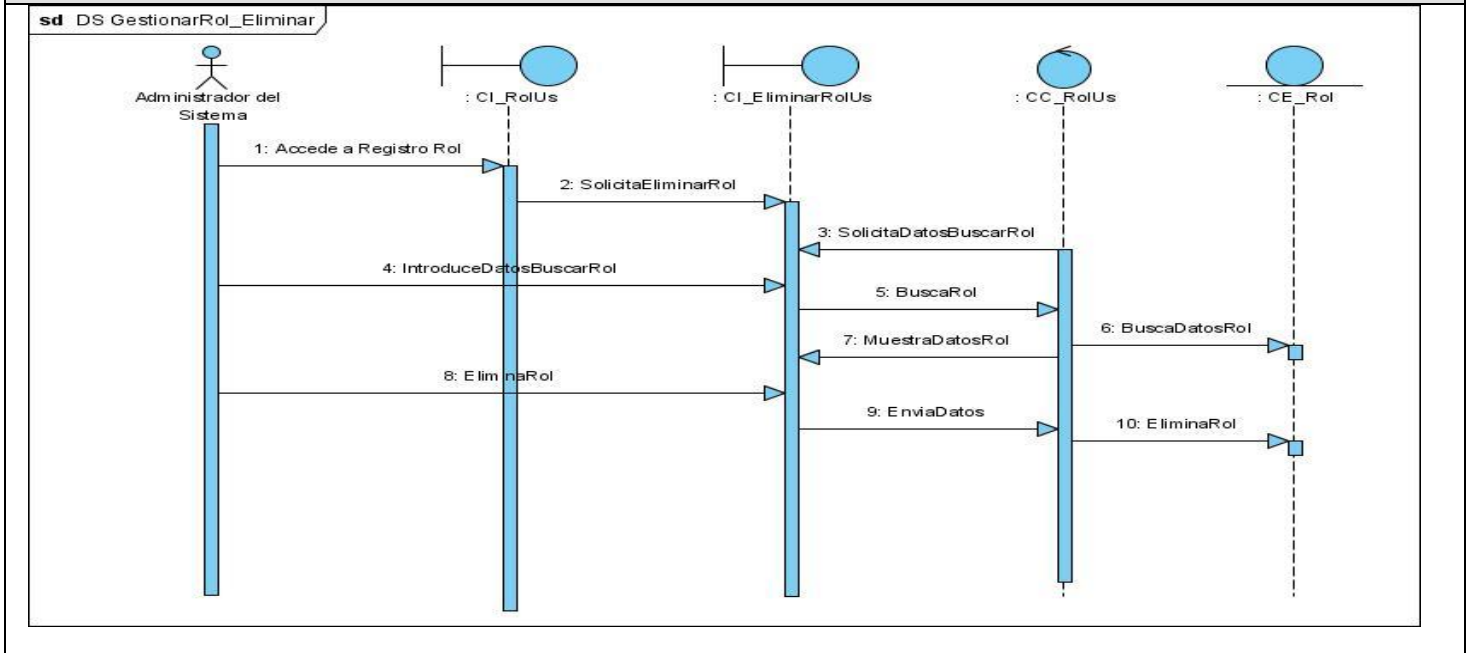 sd DS GestionarRol_Eliminar
Administrador del
Sistema
: CI_RolUs
: CI_EliminarRolUs
: CC_RolUs
: CE_Rol
1: Accede a Registro Rol
2: SolicitaEliminarRol
3: SolicitaDatosBuscarRol
4: IntroduceDatosBuscarRol
5: BuscaRol
6: BuscaDatosRol
7: MuestraDatosRol
8: EliminaRol
9: EnviaDatos
10: EliminaRol